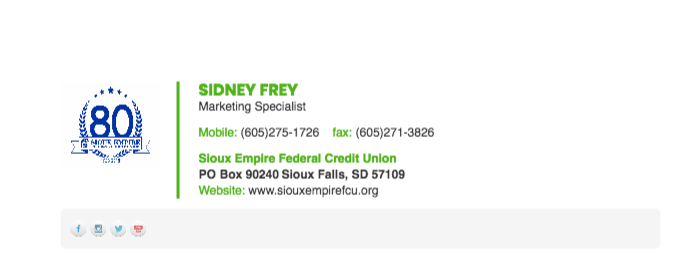 80
SIOUX EMPIRE
SIDNEY FREY
Marketing Specialist
Mobile: (605)275-1726 fax: (605)271-3826
Sioux Empire Federal Credit Union
PO Box 90240 Sioux Falls, SD 57109
Website: www.siouxempirefcu.org